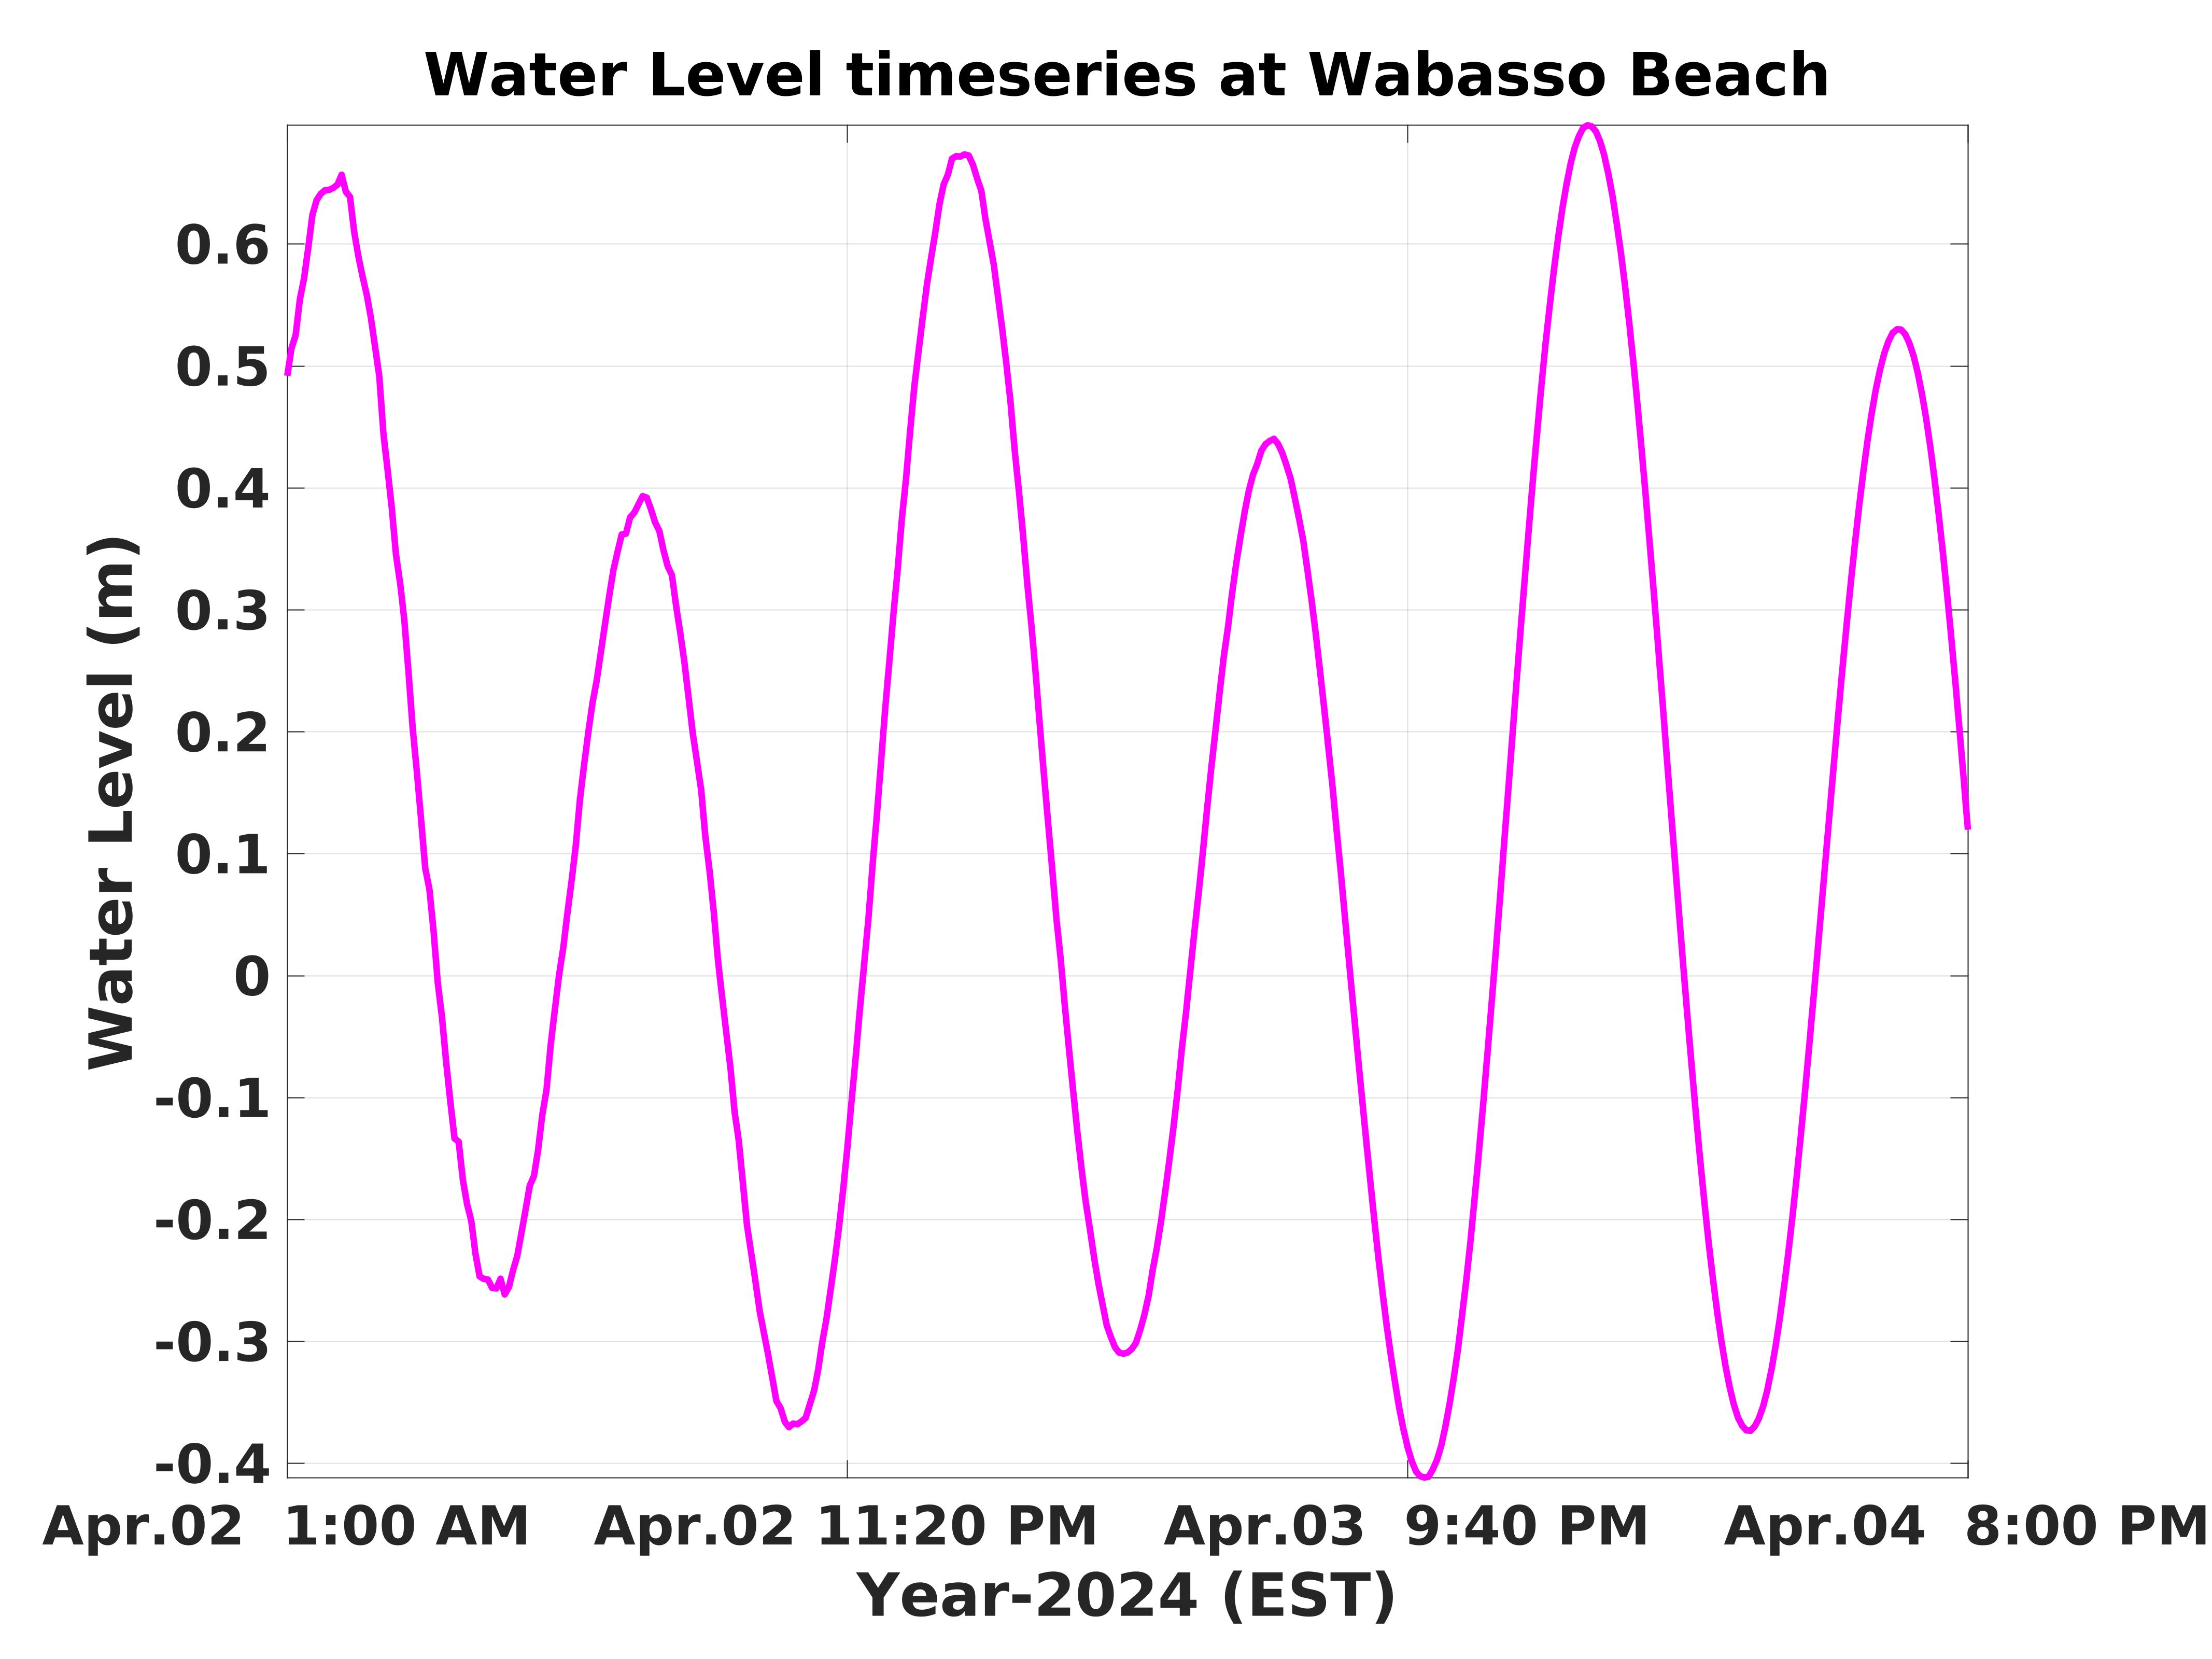 Water Level timeseries at Wabasso Beach
Water Level (m)
0.6
0.5
0.4
0.3
0.2
0.1
0
-0.1
-0.2
-0.3
-0.4
Apr.02 1:00 AM Apr.02 11:20 PM Apr.03 9:40 PM Apr.04 8:00 PM
Year-2024 (EST)